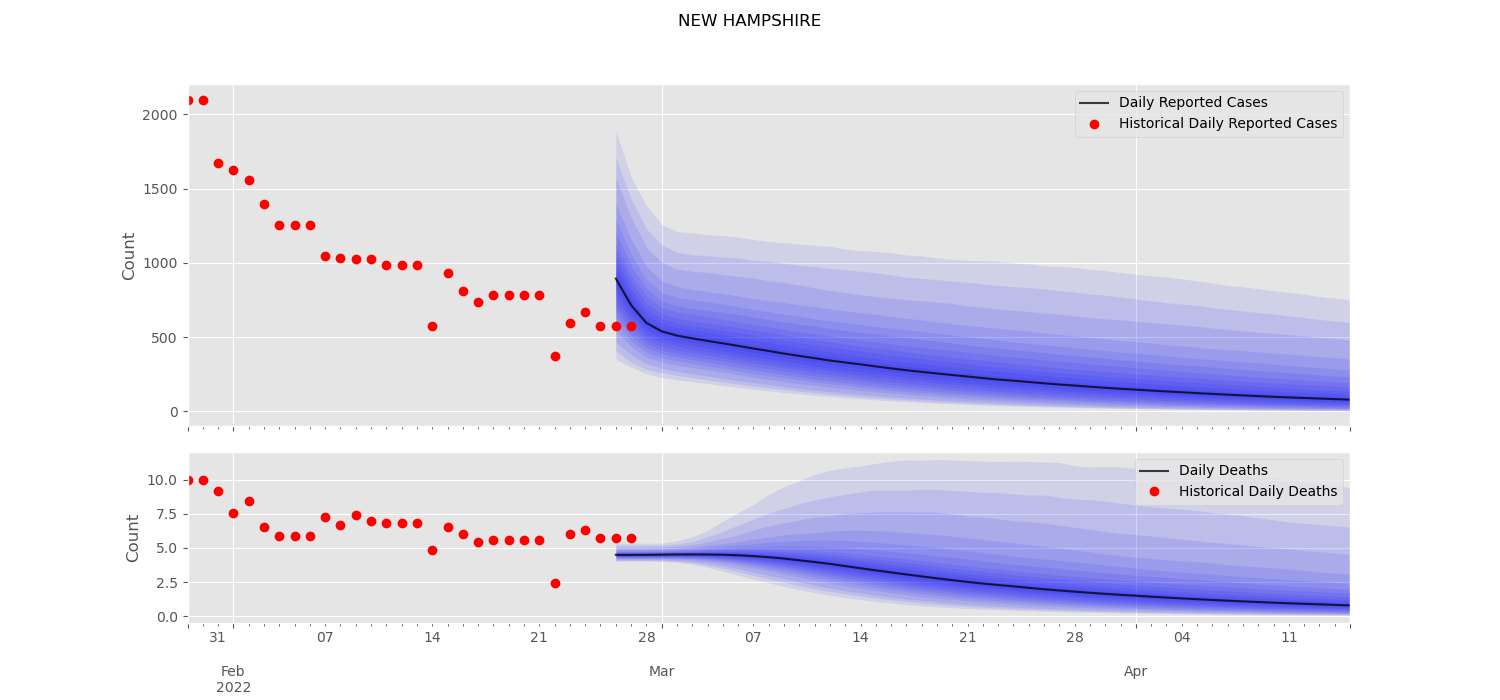 NEW HAMPSHIRE
Daily Reported Cases
Historical Daily Reported Cases
2000
1500
1000
500
0
Count
Daily Deaths
Historical Daily Deaths
10.0
7.5
5.0
2.5
0.0
Count
31 07 14 21 28 07 14 21 28 04 11
Feb Mar Apr
2022